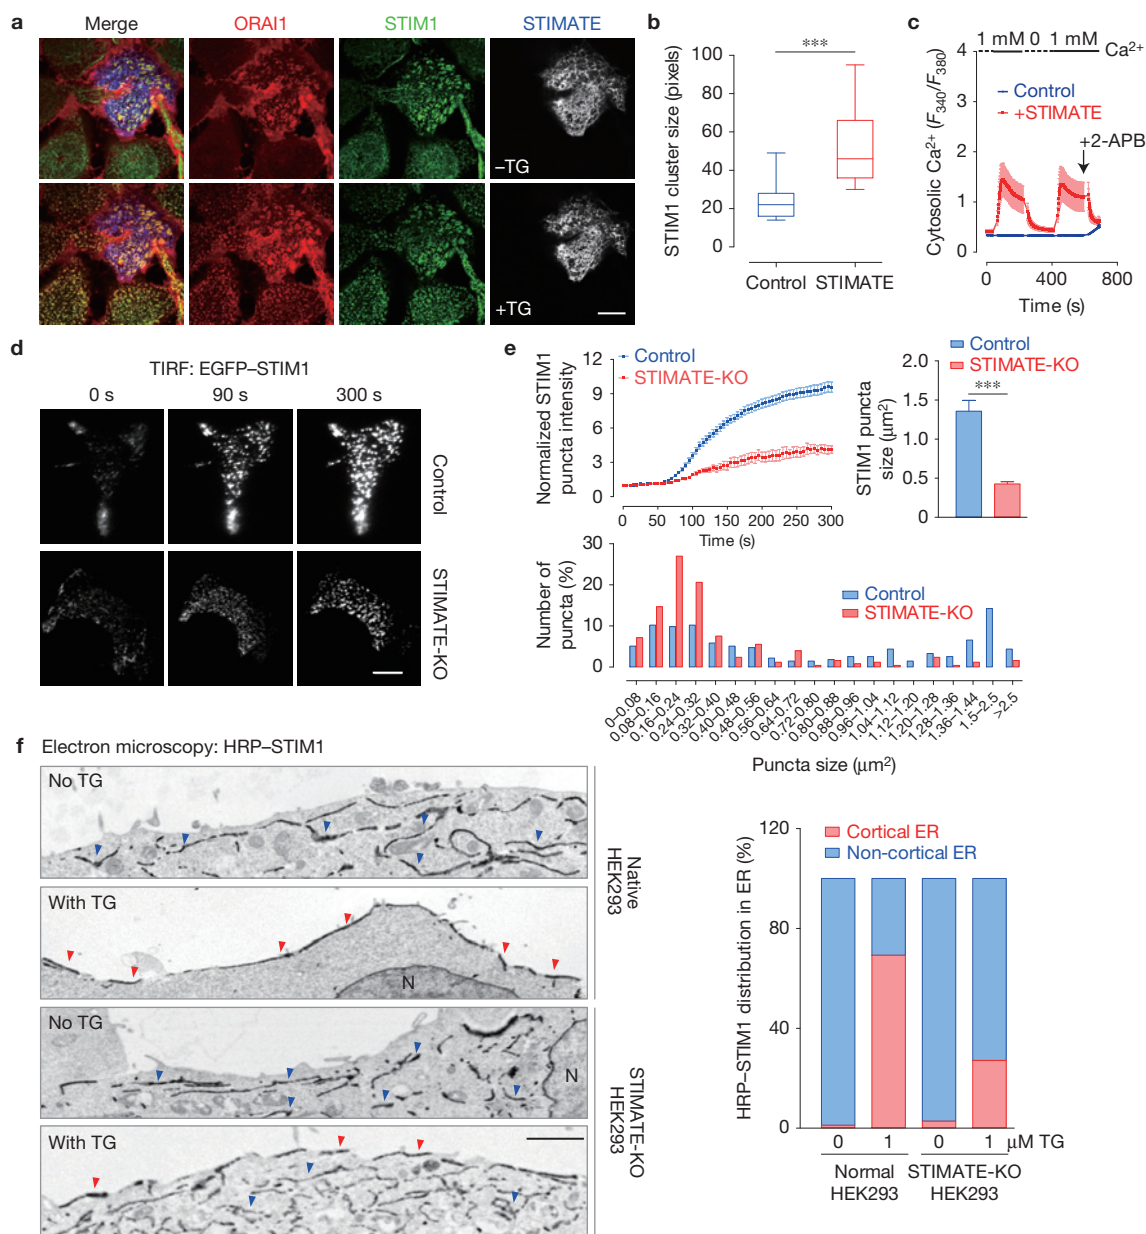 a
Merge
ORAI1
STIM1
STIMATE
–TG
+TG
b
STIM1 cluster size (pixels)
100
80
60
40
20
0
***
Control STIMATE
c
1 mM 0 1 mM Ca2+
Cytosolic Ca2+ (F340/F380)
4
3
2
1
0
Control
+STIMATE
+2-APB
0 400 800
Time (s)
d
TIRF: EGFP–STIM1
0 s 90 s 300 s
Control
STIMATE-KO
e
Normalized STIM1
puncta intensity
12
9
6
3
0
Control
STIMATE-KO
0 50 100 150 200 250 300
Time (s)
Control
STIMATE-KO
STIM1 puncta
size (μm2)
2.0
1.5
1.0
0.5
0
***
Number of
puncta (%)
30
20
10
0
Control
STIMATE-KO
0–0.08
0.08–0.16
0.16–0.24
0.24–0.32
0.32–0.40
0.40–0.48
0.48–0.56
0.56–0.64
0.64–0.72
0.72–0.80
0.80–0.88
0.88–0.96
0.96–1.04
1.04–1.12
1.12–1.20
1.20–1.28
1.28–1.36
1.36–1.44
1.5–2.5
>2.5
Puncta size (μm2)
f Electron microscopy: HRP–STIM1
No TG
With TG
N
Native
HEK293
No TG
N
With TG
STIMATE-KO
HEK293
HRP–STIM1 distribution in ER (%)
120
80
40
0
Cortical ER
Non-cortical ER
0 1 0 1 μM TG
Normal
HEK293
STIMATE-KO
HEK293